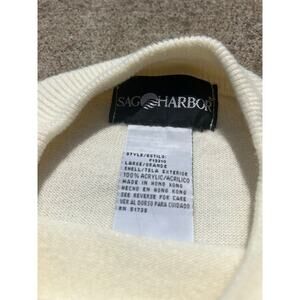 SAG HARBOR
STYLE/ESTILO:
LARGE/GRANDE
SHELL/TELA EXTERIOR
100% ACRYLIC/ACRILICO
MADE IN HONG KONG
HECHO EN HONG KONG
SEE REVERSE FOR CARE
VER AL DORSO PARA CUIDADO
RN 51735